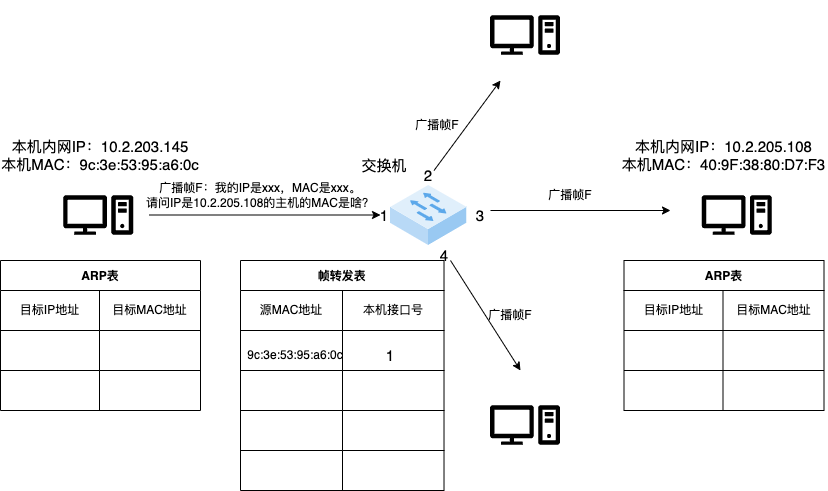 广播帧F
本机内网IP：10.2.203.145
本机MAC：9c:3e:53:95:a6:0c
本机内网IP：10.2.205.108
本机MAC：40:9F:38:80:D7:F3
交换机
2
广播帧F：我的IP是xxx，MAC是xxx。
请问IP是10.2.205.108的主机的MAC是啥?
广播帧F
1
3
4
ARP表
目标IP地址 目标MAC地址
帧转发表
源MAC地址 本机接口号
9c:3e:53:95:a6:0c 1
广播帧F
ARP表
目标IP地址 目标MAC地址